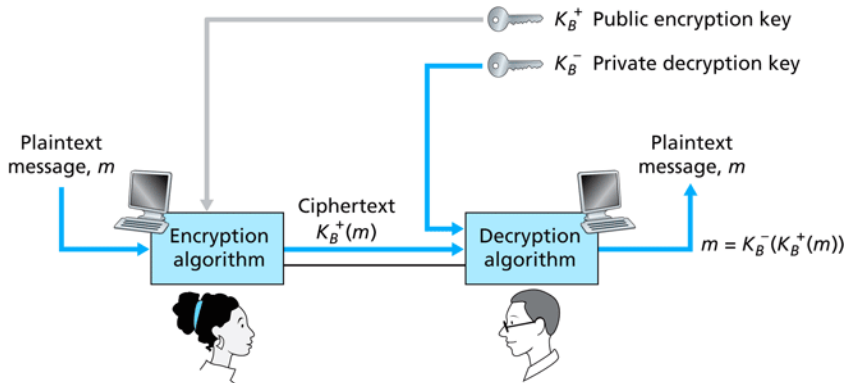 K_B^+ Public encryption key
K_B^- Private decryption key
Plaintext
message, m
Plaintext
message, m
Ciphertext
K_B^+(m)
Encryption
algorithm
Decryption
algorithm
m = K_B^-(K_B^+(m))